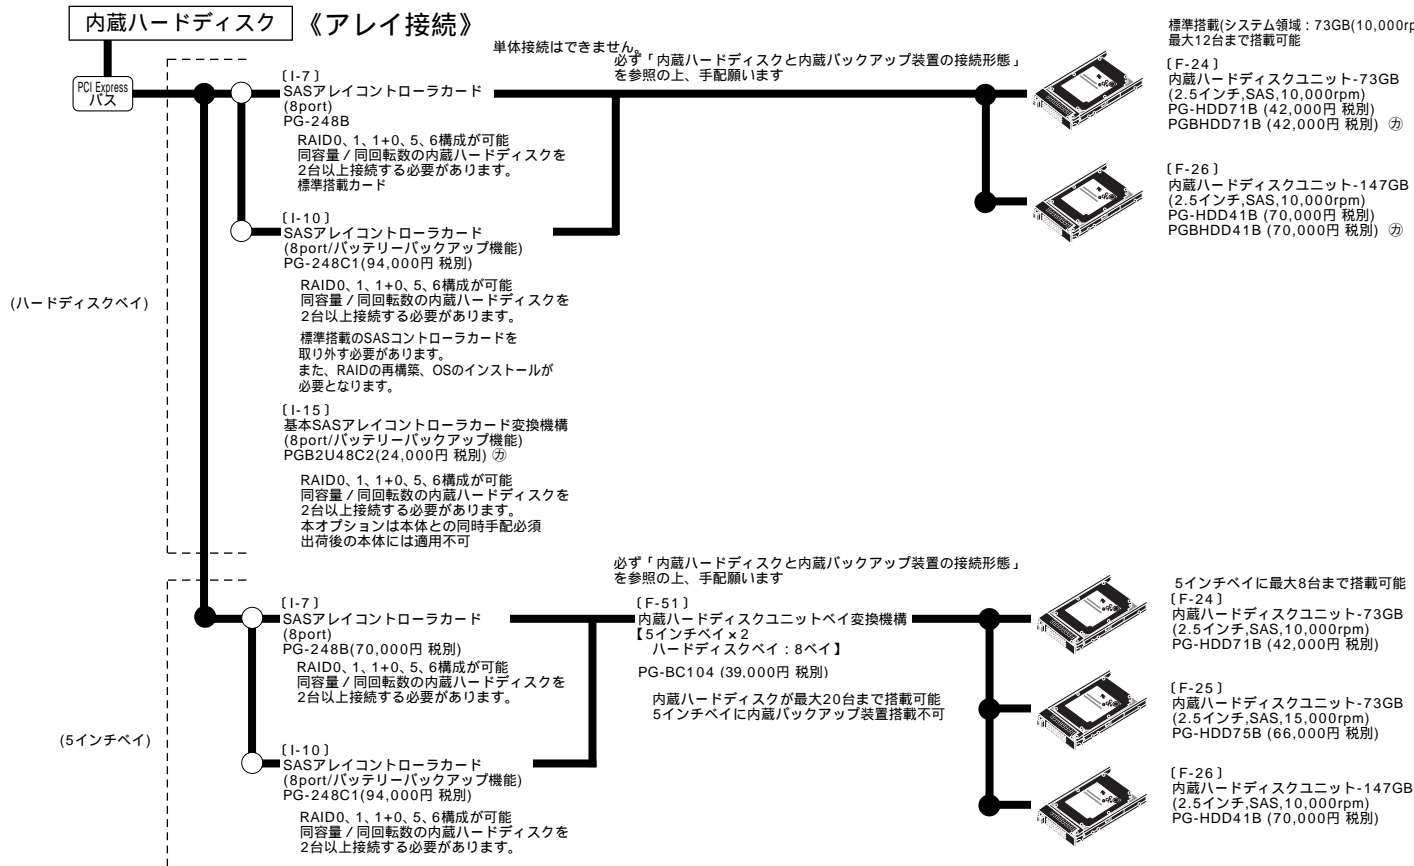 内蔵ハードディスク
《アレイ接続》
PCI Express
バス
(ハードディスクベイ)
単体接続はできません。
必ず「内蔵ハードディスクと内蔵バックアップ装置の接続形態」
を参照の上、手配願います
〔I-7〕
SASアレイコントローラカード
(8port)
PG-248B
RAID0、1、1+0、5、6構成が可能
同容量/同回転数の内蔵ハードディスクを
2台以上接続する必要があります。
標準搭載カード
〔I-10〕
SASアレイコントローラカード
(8port/バッテリーバックアップ機能)
PG-248C1(94,000円 税別)
RAID0、1、1+0、5、6構成が可能
同容量/同回転数の内蔵ハードディスクを
2台以上接続する必要があります。
標準搭載のSASコントローラカードを
取り外す必要があります。
また、RAIDの再構築、OSのインストールが
必要となります。
〔I-15〕
基本SASアレイコントローラカード変換機構
(8port/バッテリーバックアップ機能)
PGB2U48C2(24,000円 税別) ㋕
RAID0、1、1+0、5、6構成が可能
同容量/同回転数の内蔵ハードディスクを
2台以上接続する必要があります。
本オプションは本体との同時手配必須
出荷後の本体には適用不可
標準搭載(システム領域:73GB(10,000rp
最大12台まで搭載可能
〔F-24〕
内蔵ハードディスクユニット-73GB
(2.5インチ,SAS,10,000rpm)
PG-HDD71B (42,000円 税別)
PGBHDD71B (42,000円 税別) ㋕
〔F-26〕
内蔵ハードディスクユニット-147GB
(2.5インチ,SAS,10,000rpm)
PG-HDD41B (70,000円 税別)
PGBHDD41B (70,000円 税別) ㋕
(5インチベイ)
〔I-7〕
SASアレイコントローラカード
(8port)
PG-248B(70,000円 税別)
RAID0、1、1+0、5、6構成が可能
同容量/同回転数の内蔵ハードディスクを
2台以上接続する必要があります。
〔I-10〕
SASアレイコントローラカード
(8port/バッテリーバックアップ機能)
PG-248C1(94,000円 税別)
RAID0、1、1+0、5、6構成が可能
同容量/同回転数の内蔵ハードディスクを
2台以上接続する必要があります。
必ず「内蔵ハードディスクと内蔵バックアップ装置の接続形態」
を参照の上、手配願います
〔F-51〕
内蔵ハードディスクユニットベイ変換機構
【5インチベイ×2
ハードディスクベイ:8ベイ】
PG-BC104 (39,000円 税別)
内蔵ハードディスクが最大20台まで搭載可能
5インチベイに内蔵バックアップ装置搭載不可
5インチベイに最大8台まで搭載可能
〔F-24〕
内蔵ハードディスクユニット-73GB
(2.5インチ,SAS,10,000rpm)
PG-HDD71B (42,000円 税別)
〔F-25〕
内蔵ハードディスクユニット-73GB
(2.5インチ,SAS,15,000rpm)
PG-HDD75B (66,000円 税別)
〔F-26〕
内蔵ハードディスクユニット-147GB
(2.5インチ,SAS,10,000rpm)
PG-HDD41B (70,000円 税別)